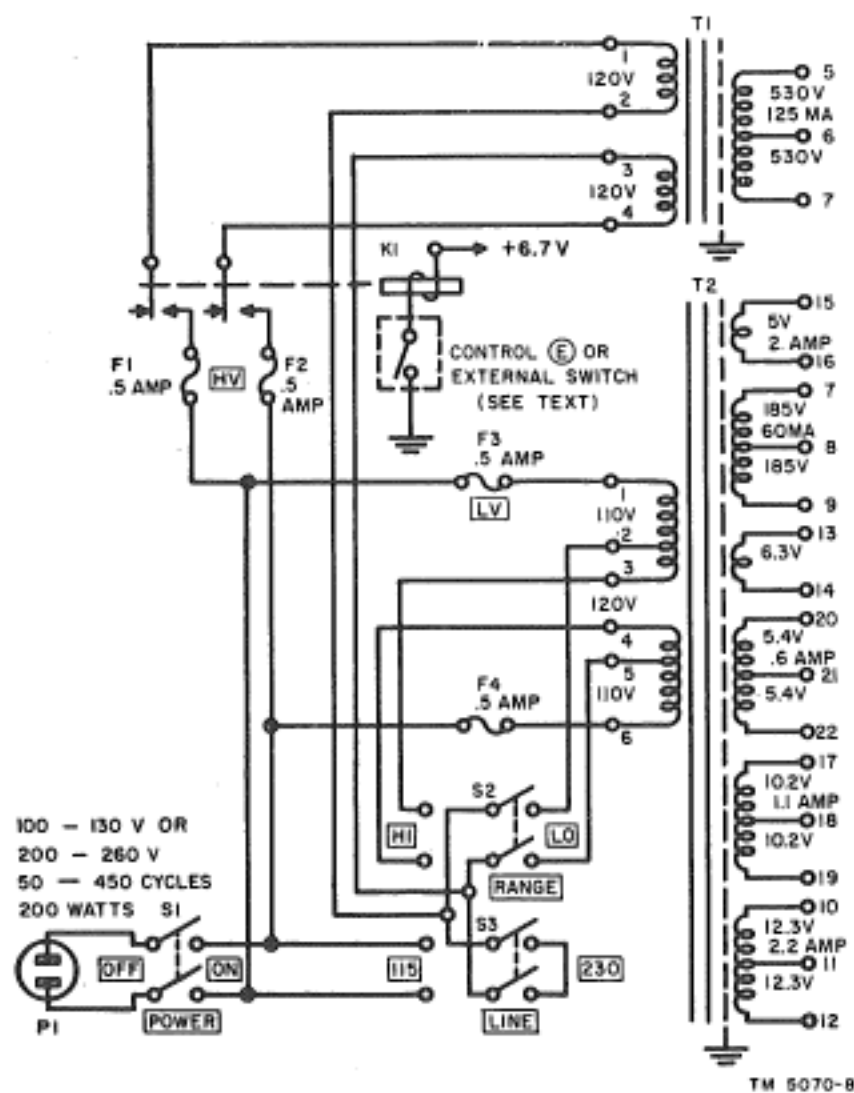 T1
1
120V
2
5
530V
125 MA
6
530V
7
3
120V
4
K1
+6.7 V
T2
15
5V
2. AMP
16
F1
.5 AMP
HV
F2
.5
AMP
CONTROL Ⓔ OR
EXTERNAL SWITCH
(SEE TEXT)
7
185V
60MA
8
185V
9
F3
.5 AMP
LV
1
110V
2
3
120V
4
5
110V
6
13
6.3V
14
F4
.5 AMP
20
5.4V
.6 AMP
21
5.4V
22
17
10.2V
1.1 AMP
18
10.2V
19
S2
HI
LO
RANGE
100 – 130 V OR
200 – 260 V
50 – 450 CYCLES
200 WATTS
S1
OFF
ON
POWER
P1
115
S3
230
LINE
10
12.3V
2.2 AMP
11
12.3V
12
TM 5070-8